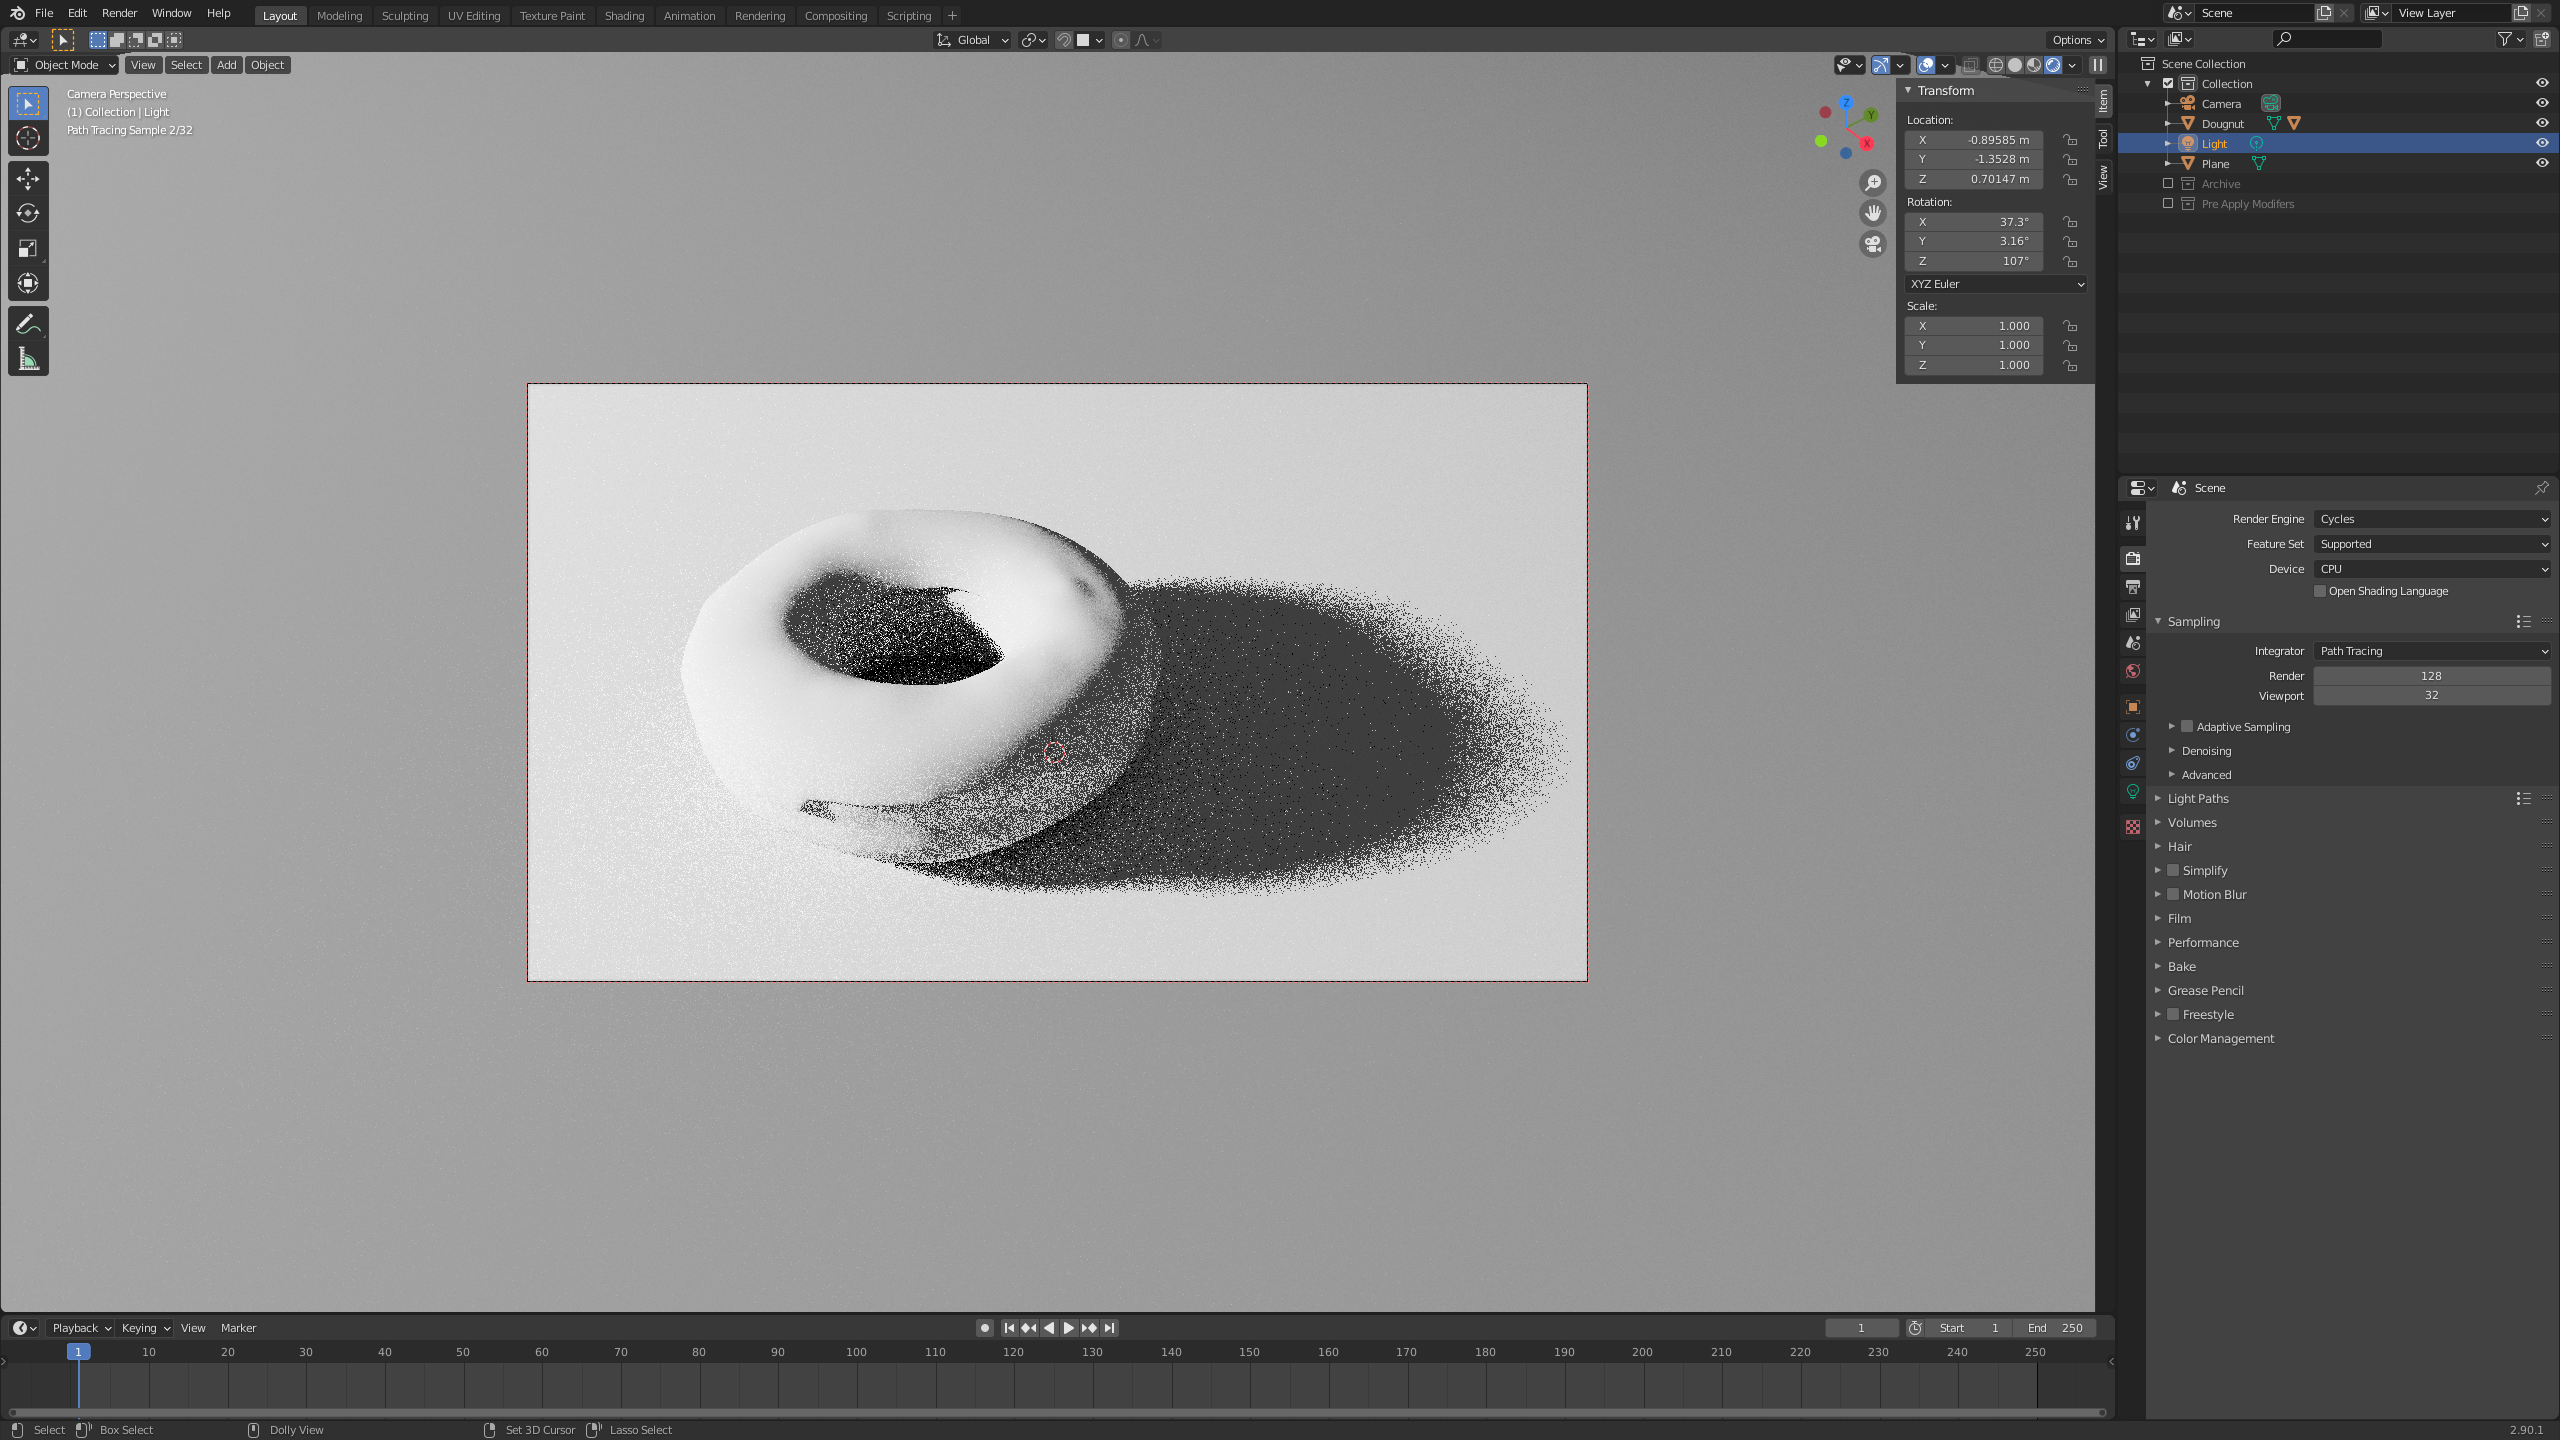 File Edit Render Window Help Layout Modeling Sculpting UV Editing Texture Paint Shading Animation Rendering Compositing Scripting + Scene View Layer
Global Options
Object Mode View Select Add Object
Camera Perspective
(1) Collection | Light
Path Tracing Sample 2/32
Z
Y
X
Transform
Location:
X -0.89585 m
Y -1.3528 m
Z 0.70147 m
Rotation:
X 37.3°
Y 3.16°
Z 107°
XYZ Euler
Scale:
X 1.000
Y 1.000
Z 1.000
Item
Tool
View
Scene Collection
Collection
Camera
Dougnut
Light
Plane
Archive
Pre Apply Modifers
Scene
Render Engine Cycles
Feature Set Supported
Device CPU
Open Shading Language
Sampling
Integrator Path Tracing
Render 128
Viewport 32
Adaptive Sampling
Denoising
Advanced
Light Paths
Volumes
Hair
Simplify
Motion Blur
Film
Performance
Bake
Grease Pencil
Freestyle
Color Management
Playback Keying View Marker 1 Start 1 End 250
1 10 20 30 40 50 60 70 80 90 100 110 120 130 140 150 160 170 180 190 200 210 220 230 240 250
Select Box Select Dolly View Set 3D Cursor Lasso Select 2.90.1